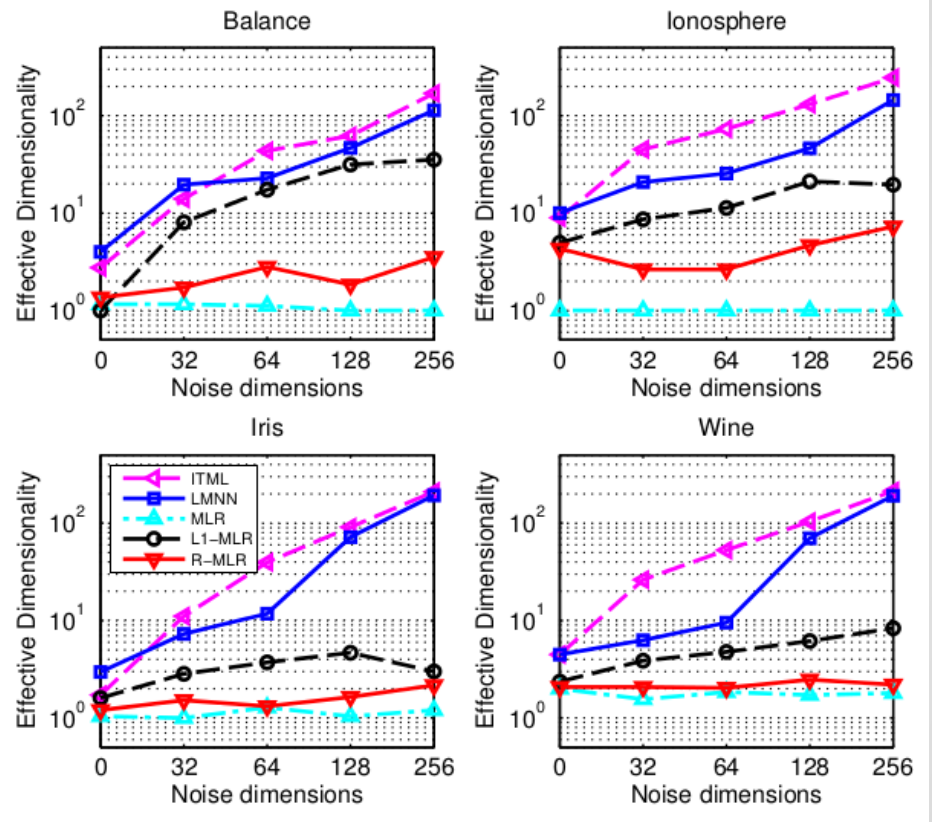 Balance
Effective Dimensionality
10^2
10^1
10^0
0 32 64 128 256
Noise dimensions
Ionosphere
Effective Dimensionality
10^2
10^1
10^0
0 32 64 128 256
Noise dimensions
Iris
Effective Dimensionality
ITML
LMNN
MLR
L1−MLR
R−MLR
10^2
10^1
10^0
0 32 64 128 256
Noise dimensions
Wine
Effective Dimensionality
10^2
10^1
10^0
0 32 64 128 256
Noise dimensions